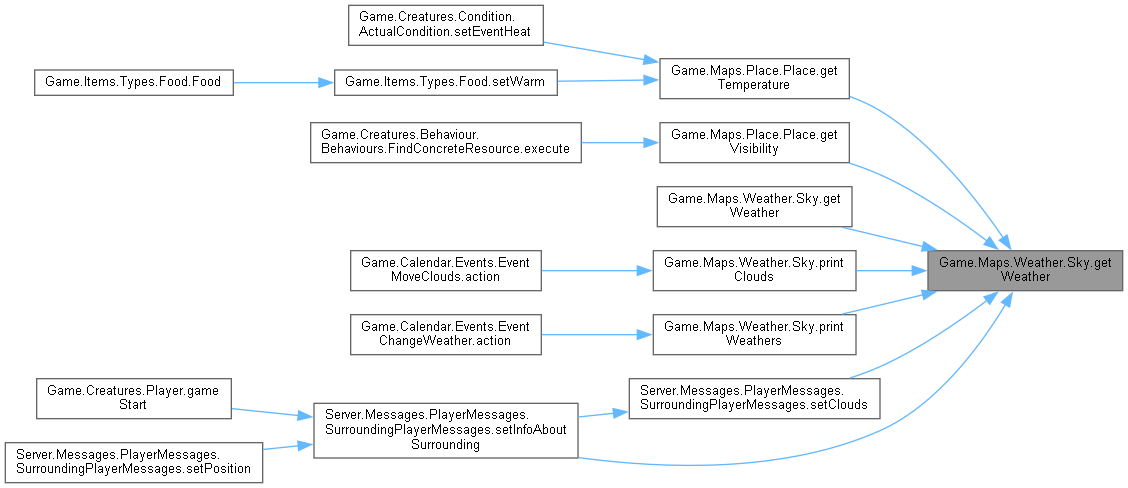 Game.Creatures.Condition.
ActualCondition.setEventHeat
Game.Maps.Place.Place.get
Temperature
Game.Items.Types.Food.Food
Game.Items.Types.Food.setWarm
Game.Creatures.Behaviour.
Behaviours.FindConcreteResource.execute
Game.Maps.Place.Place.get
Visibility
Game.Maps.Weather.Sky.get
Weather
Game.Calendar.Events.Event
MoveClouds.action
Game.Maps.Weather.Sky.print
Clouds
Game.Maps.Weather.Sky.get
Weather
Game.Calendar.Events.Event
ChangeWeather.action
Game.Maps.Weather.Sky.print
Weathers
Game.Creatures.Player.game
Start
Server.Messages.PlayerMessages.
SurroundingPlayerMessages.setClouds
Server.Messages.PlayerMessages.
SurroundingPlayerMessages.setInfoAbout
Surrounding
Server.Messages.PlayerMessages.
SurroundingPlayerMessages.setPosition